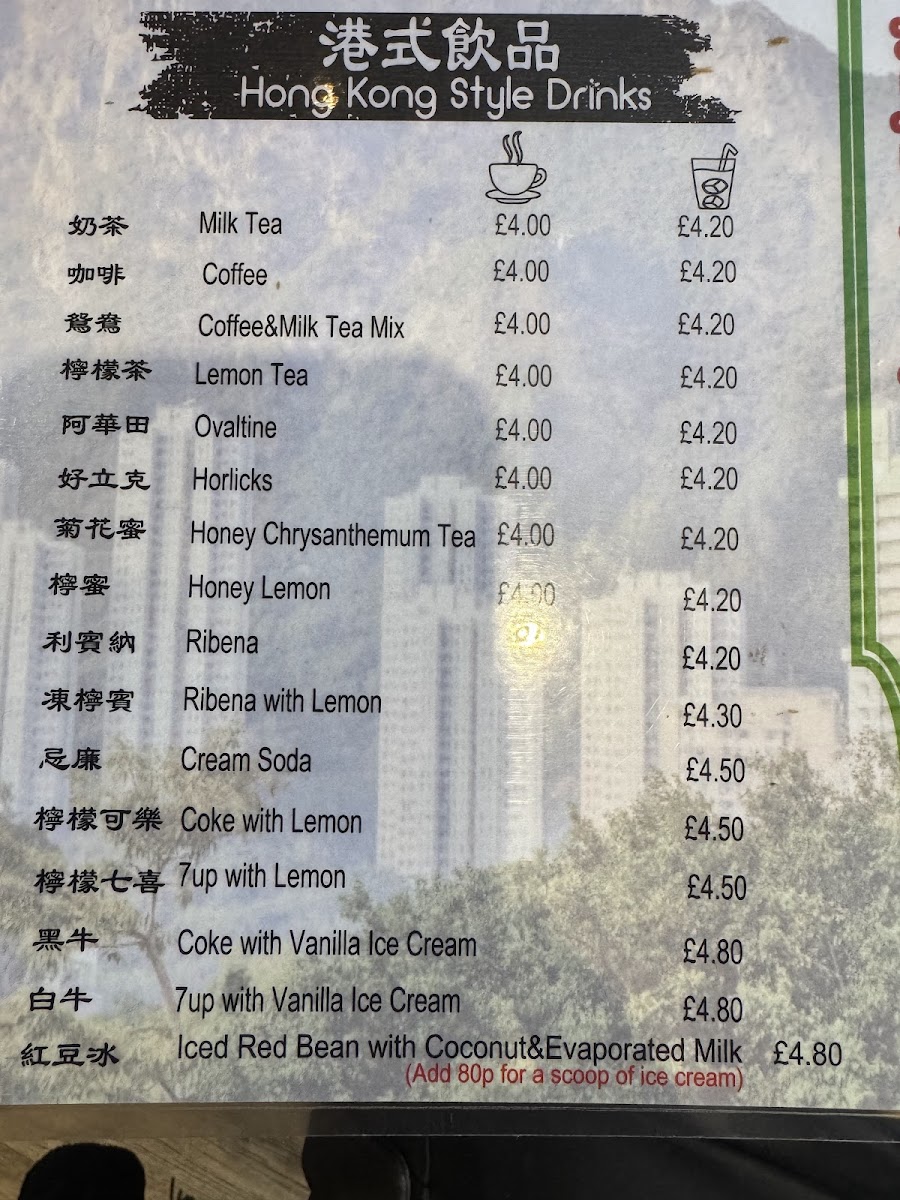 港式飲品
Hong Kong Style Drinks
奶茶 Milk Tea £4.00 £4.20
咖啡 Coffee £4.00 £4.20
鴛鴦 Coffee&Milk Tea Mix £4.00 £4.20
檸檬茶 Lemon Tea £4.00 £4.20
阿華田 Ovaltine £4.00 £4.20
好立克 Horlicks £4.00 £4.20
菊花蜜 Honey Chrysanthemum Tea £4.00 £4.20
檸蜜 Honey Lemon £4.00 £4.20
利賓納 Ribena £4.20
凍檸賓 Ribena with Lemon £4.30
忌廉 Cream Soda £4.50
檸檬可樂 Coke with Lemon £4.50
檸檬七喜 7up with Lemon £4.50
黑牛 Coke with Vanilla Ice Cream £4.80
白牛 7up with Vanilla Ice Cream £4.80
紅豆冰 Iced Red Bean with Coconut&Evaporated Milk £4.80
(Add 80p for a scoop of ice cream)